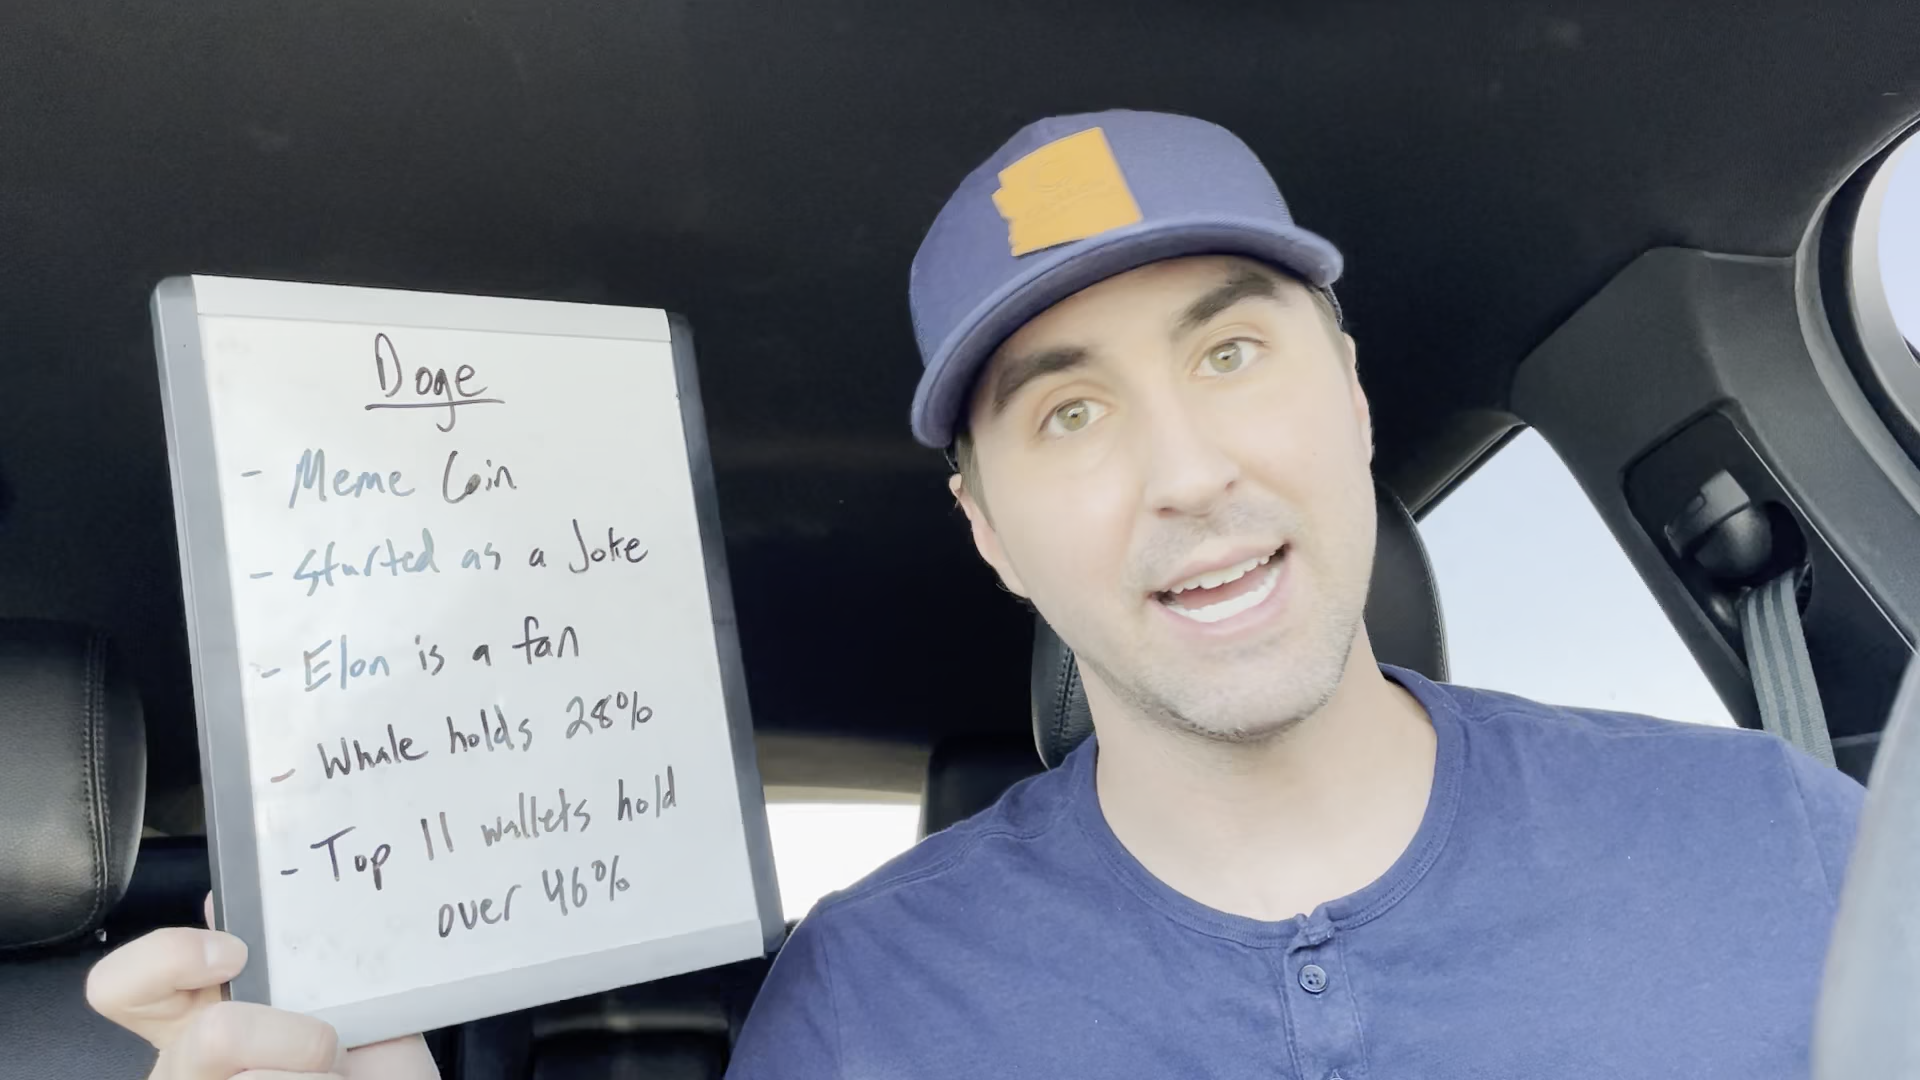 Doge
- Meme Coin
- Started as a Joke
- Elon is a fan
- Whale holds 28%
- Top 11 wallets hold
over 46%